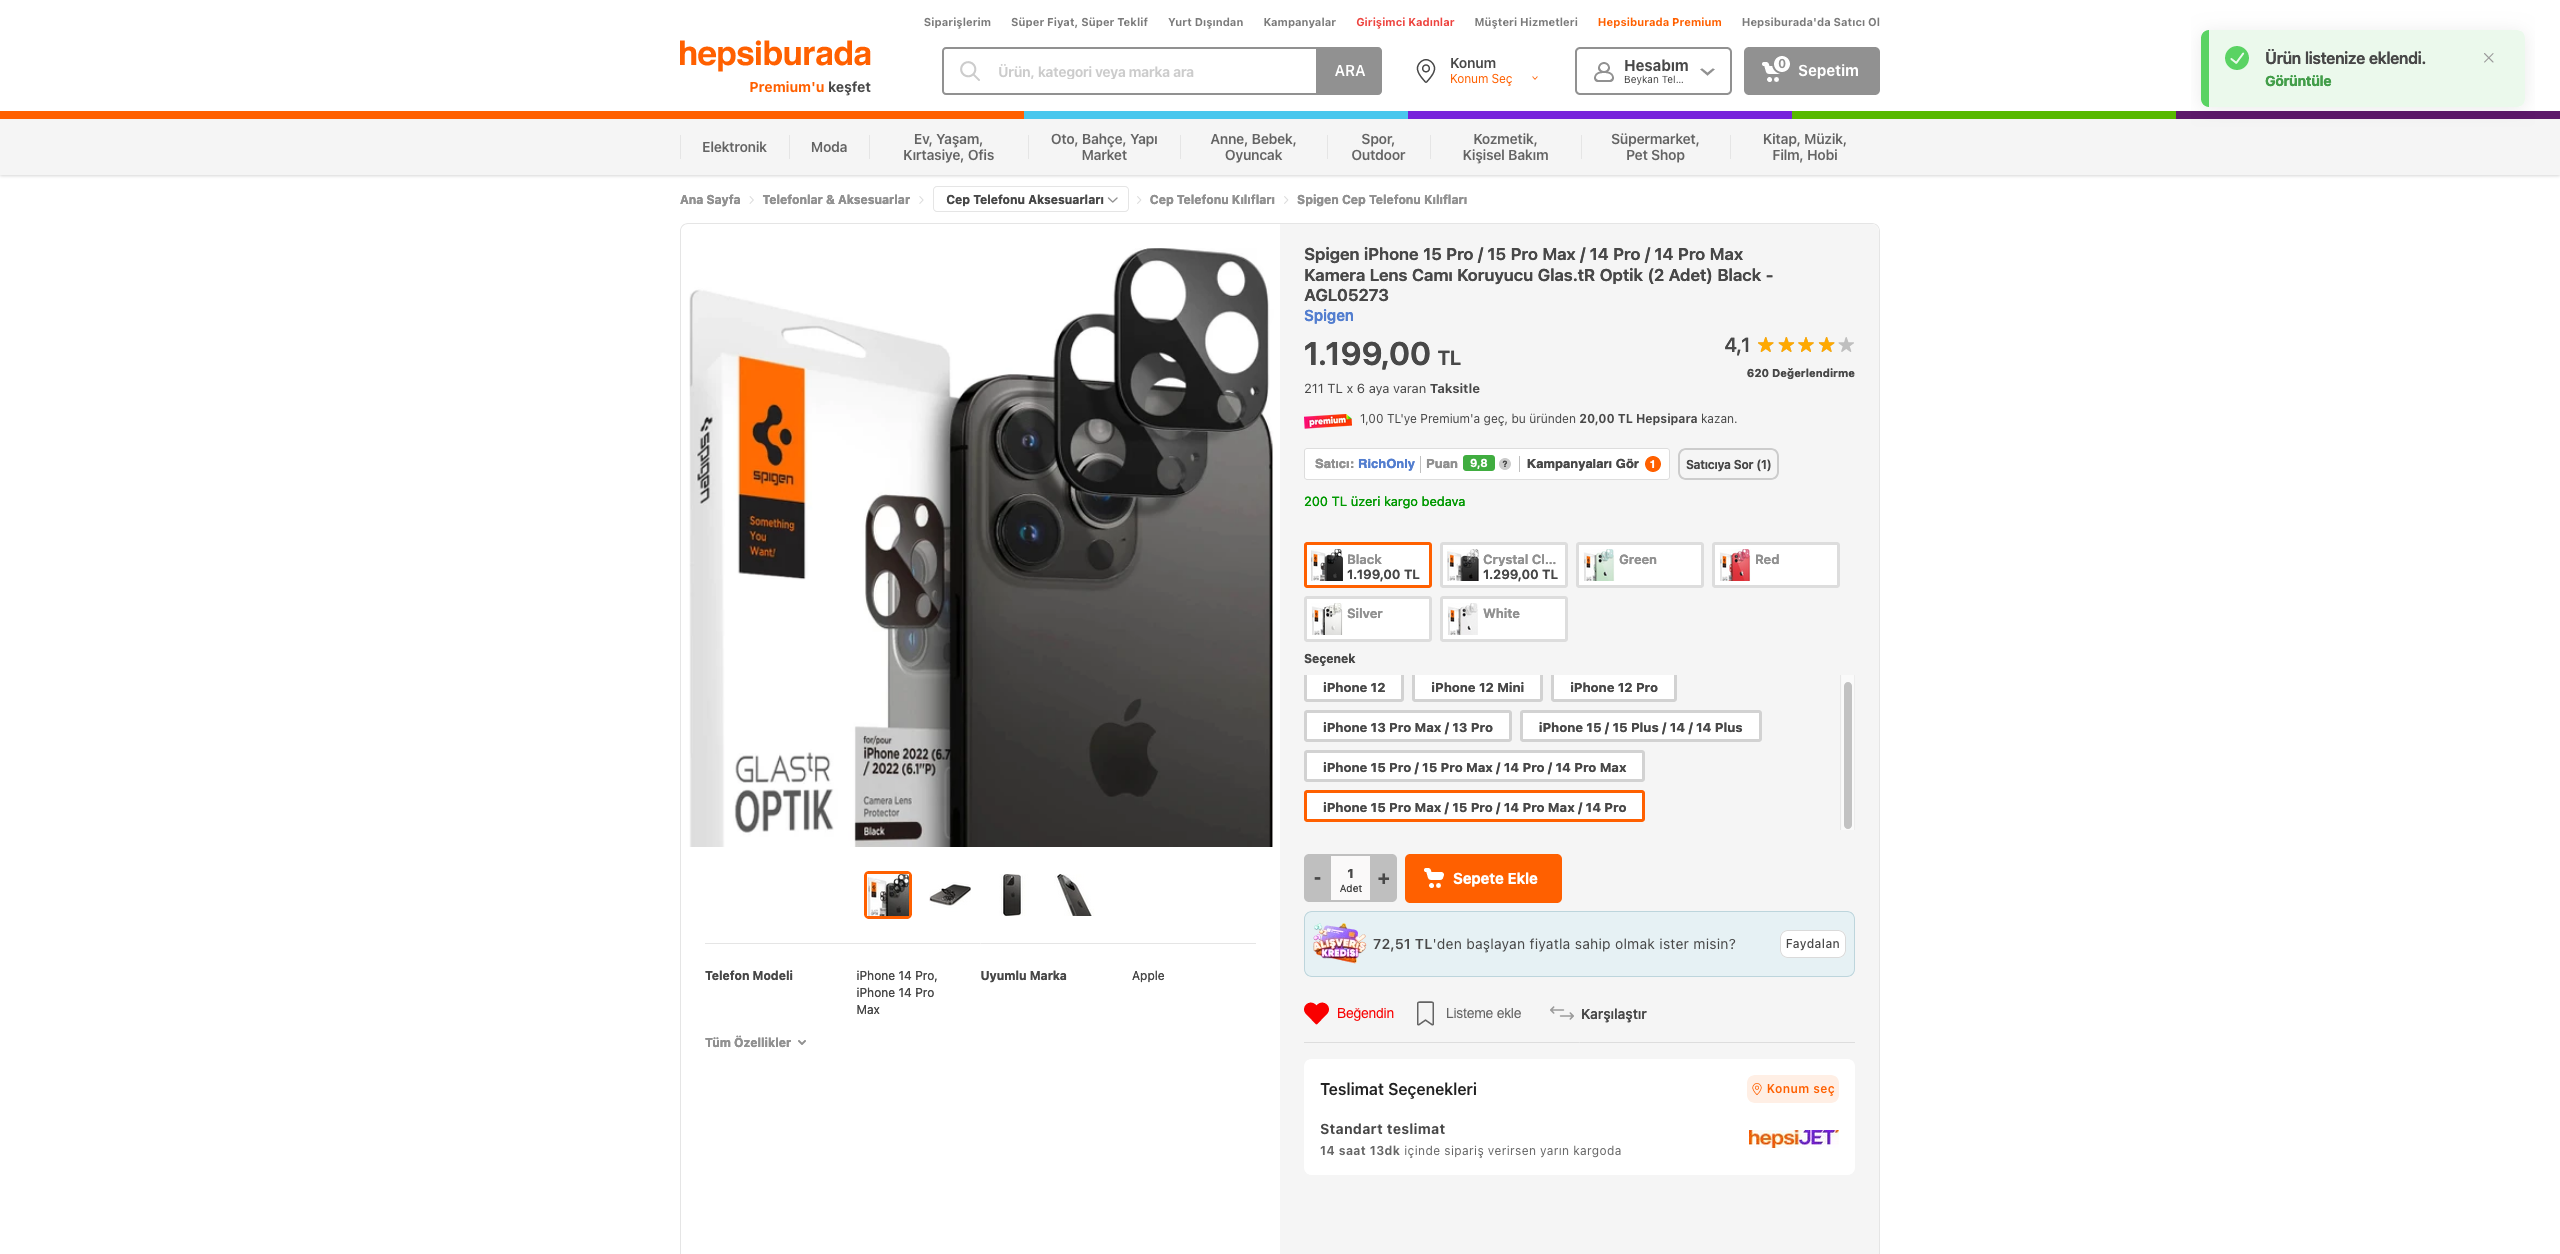 Siparişlerim
Süper Fiyat, Süper Teklif
Yurt Dışından
Kampanyalar
Girişimci Kadınlar
Müşteri Hizmetleri
Hepsiburada Premium
Hepsiburada'da Satıcı Ol
hepsiburada
Premium'u keşfet
Ürün, kategori veya marka ara
ARA
Konum
Konum Seç
Hesabım
Beykan Tel...
0
Sepetim
Ürün listenize eklendi.
Görüntüle
Elektronik
Moda
Ev, Yaşam,
Kırtasiye, Ofis
Oto, Bahçe, Yapı
Market
Anne, Bebek,
Oyuncak
Spor,
Outdoor
Kozmetik,
Kişisel Bakım
Süpermarket,
Pet Shop
Kitap, Müzik,
Film, Hobi
Ana Sayfa
Telefonlar & Aksesuarlar
Cep Telefonu Aksesuarları
Cep Telefonu Kılıfları
Spigen Cep Telefonu Kılıfları
spigen
spigen
Something
You
Want!
GLAStR
OPTIK
for/pour
iPhone 2022 (6.7
/ 2022 (6.1"P)
Camera Lens
Protector
Black
Spigen iPhone 15 Pro / 15 Pro Max / 14 Pro / 14 Pro Max
Kamera Lens Camı Koruyucu Glas.tR Optik (2 Adet) Black -
AGL05273
Spigen
1.199,00 TL
4,1
620 Değerlendirme
211 TL x 6 aya varan Taksitle
premium
1,00 TL'ye Premium'a geç, bu üründen 20,00 TL Hepsipara kazan.
Satıcı: RichOnly
Puan 9,8 ?
Kampanyaları Gör 1
Satıcıya Sor (1)
200 TL üzeri kargo bedava
Black
1.199,00 TL
Crystal Cl...
1.299,00 TL
Green
Red
Silver
White
Seçenek
iPhone 12
iPhone 12 Mini
iPhone 12 Pro
iPhone 13 Pro Max / 13 Pro
iPhone 15 / 15 Plus / 14 / 14 Plus
iPhone 15 Pro / 15 Pro Max / 14 Pro / 14 Pro Max
iPhone 15 Pro Max / 15 Pro / 14 Pro Max / 14 Pro
-
1
Adet
+
Sepete Ekle
ALIŞVERİŞ
KREDİSİ
72,51 TL'den başlayan fiyatla sahip olmak ister misin?
Faydalan
Beğendin
Listeme ekle
Karşılaştır
Teslimat Seçenekleri
Konum seç
Standart teslimat
14 saat 13dk içinde sipariş verirsen yarın kargoda
hepsiJET
Telefon Modeli
iPhone 14 Pro,
iPhone 14 Pro
Max
Uyumlu Marka
Apple
Tüm Özellikler